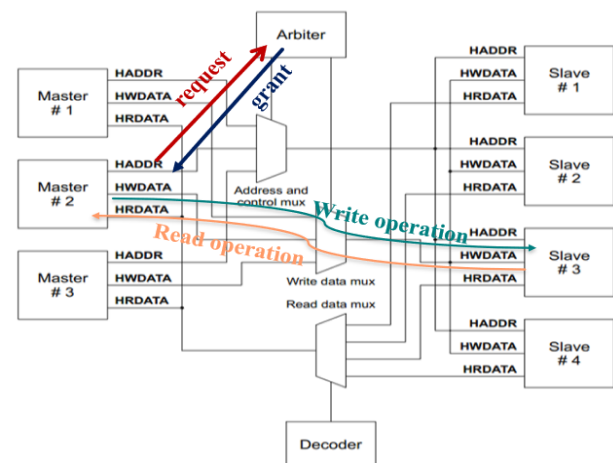 Arbiter
request
grant
Master
# 1
HADDR
HWDATA
HRDATA
Master
# 2
HADDR
HWDATA
HRDATA
Master
# 3
HADDR
HWDATA
HRDATA
Address and
control mux
Write operation
Read operation
Write data mux
Read data mux
Decoder
HADDR
HWDATA
HRDATA
Slave
# 1
HADDR
HWDATA
HRDATA
Slave
# 2
HADDR
HWDATA
HRDATA
Slave
# 3
HADDR
HWDATA
HRDATA
Slave
# 4